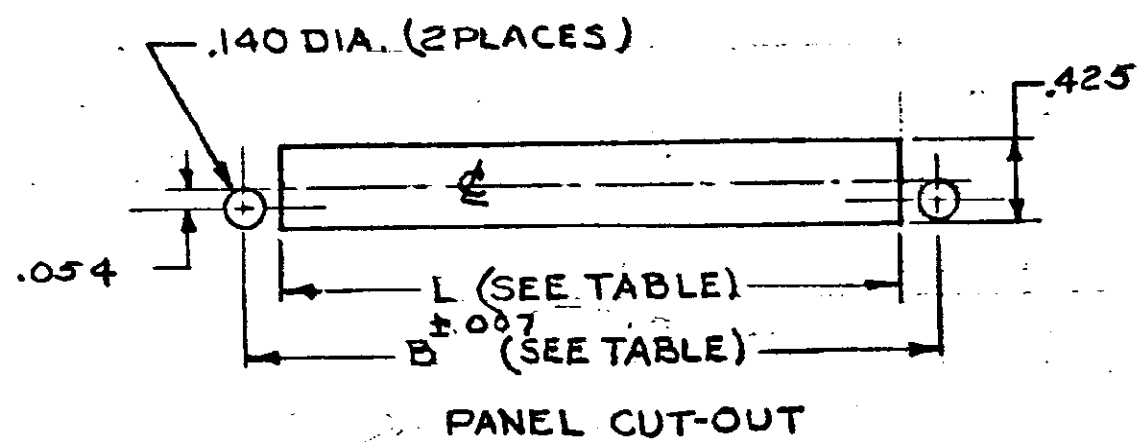 .140 DIA. (2 PLACES)
.425
℄
.054
L (SEE TABLE)
±.007
B (SEE TABLE)
PANEL CUT-OUT